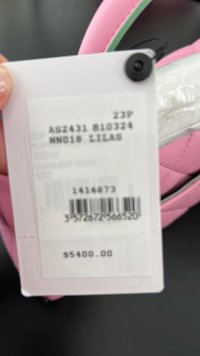 23P
AS2431 B10324
NN018 LILAS
1416873
3 572672 566520
$5400.00